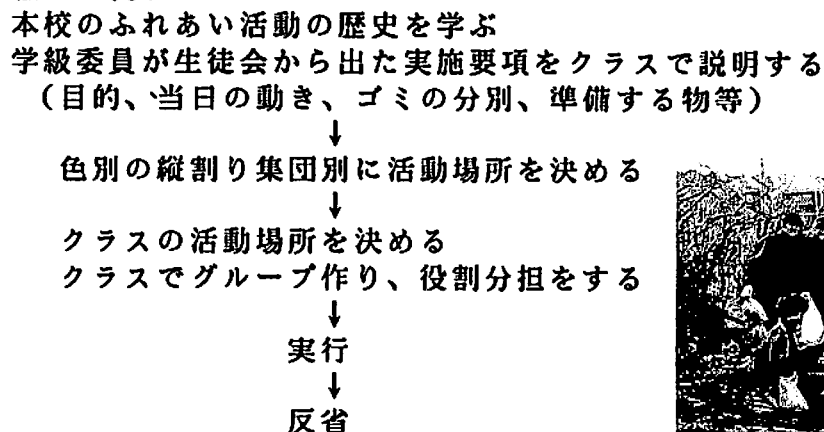 本校のふれあい活動の歴史を学ぶ
学級委員が生徒会から出た実施要項をクラスで説明する
(目的、当日の動き、ゴミの分別、準備する物等)
↓
色別の縦割り集団別に活動場所を決める
↓
クラスの活動場所を決める
クラスでグループ作り、役割分担をする
↓
実行
↓
反省